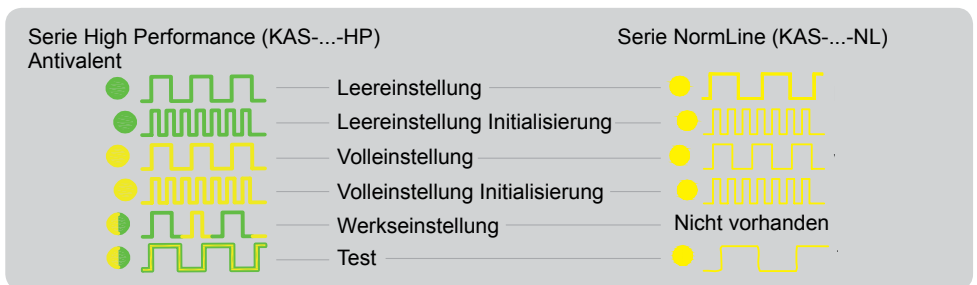 Serie High Performance (KAS-...-HP)
Serie NormLine (KAS-...-NL)
Antivalent
Leereinstellung
Leereinstellung Initialisierung
Volleinstellung
Volleinstellung Initialisierung
Werkseinstellung
Nicht vorhanden
Test